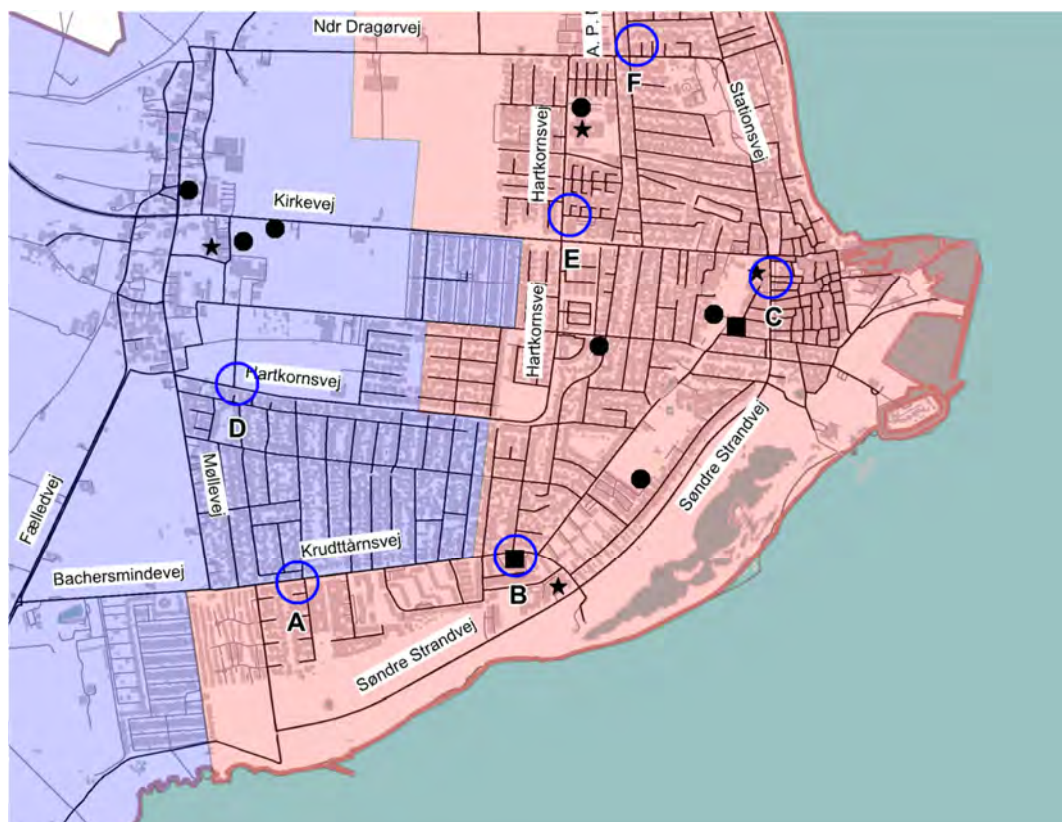 Ndr Dragørvej
A. P.
F
Stationsvej
Hartkornsvej
Kirkevej
E
C
Hartkornsvej
Hartkornsvej
D
Møllevej
Søndre Strandvej
Fælledvej
Krudttårnsvej
Bachersmindevej
B
A
Søndre Strandvej